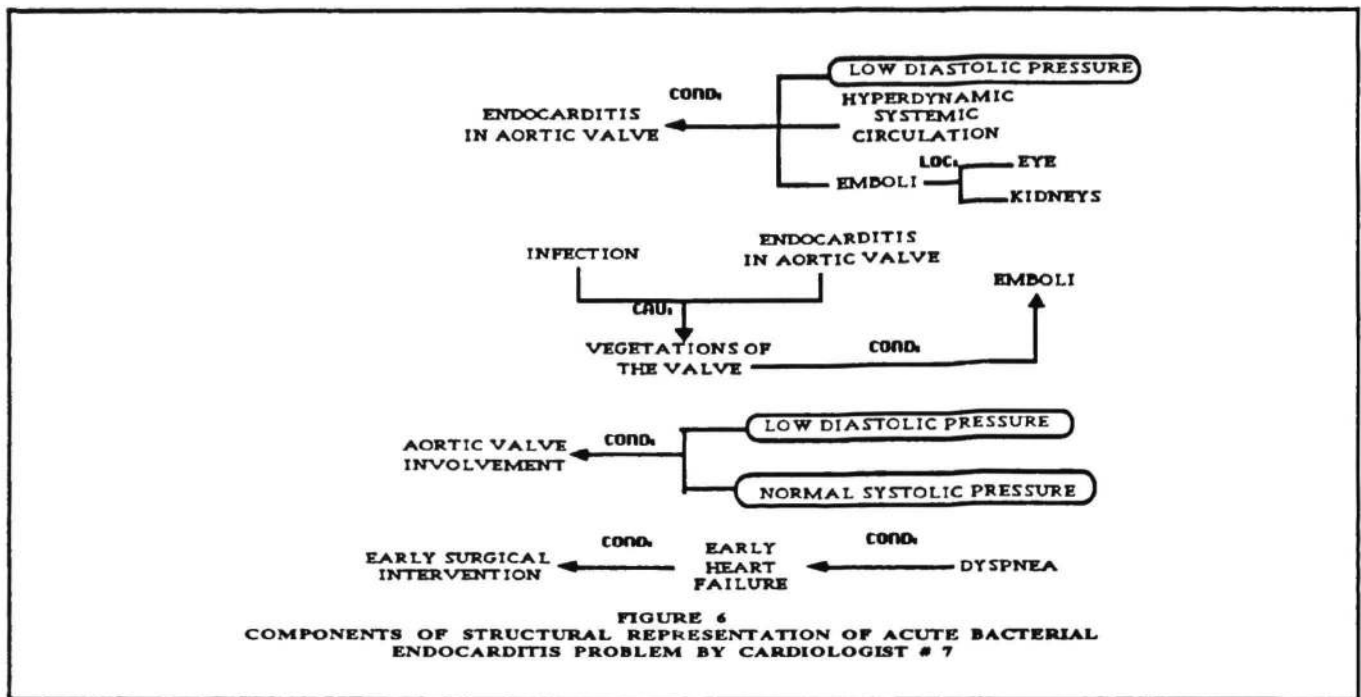 LOW DIASTOLIC PRESSURE
COND:
HYPERDYNAMIC
SYSTEMIC
CIRCULATION
ENDOCARDITIS
IN AORTIC VALVE
LOC:
EYE
EMBOLI
KIDNEYS
INFECTION
ENDOCARDITIS
IN AORTIC VALVE
EMBOLI
CAU:
VEGETATIONS OF
THE VALVE
COND:
LOW DIASTOLIC PRESSURE
AORTIC VALVE
INVOLVEMENT
COND:
NORMAL SYSTOLIC PRESSURE
EARLY SURGICAL
INTERVENTION
COND:
EARLY
HEART
FAILURE
COND:
DYSPNEA
FIGURE 6
COMPONENTS OF STRUCTURAL REPRESENTATION OF ACUTE BACTERIAL
ENDOCARDITIS PROBLEM BY CARDIOLOGIST # 7